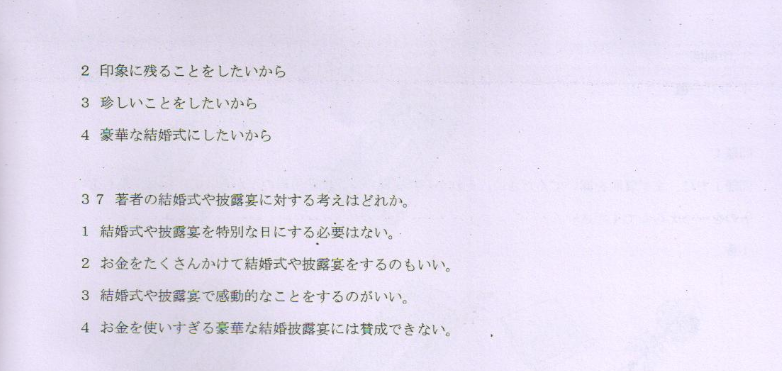 2 印象に残ることをしたいから
3 珍しいことをしたいから
4 豪華な結婚式にしたいから
37 著者の結婚式や披露宴に対する考えはどれか。
1 結婚式や披露宴を特別な日にする必要はない。
2 お金をたくさんかけて結婚式や披露宴をするのもいい。
3 結婚式や披露宴で感動的なことをするのがいい。
4 お金を使いすぎる豪華な結婚披露宴には賛成できない。